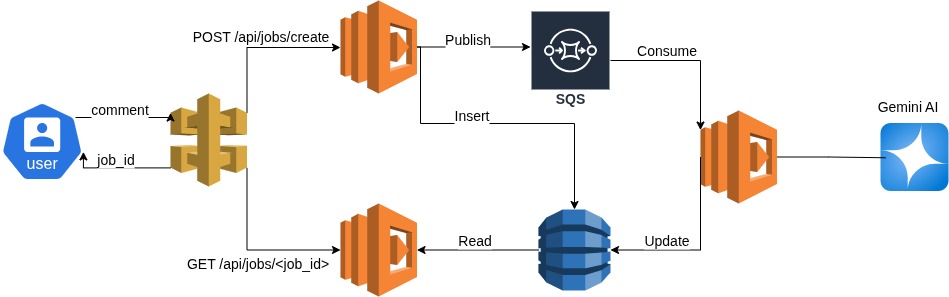 POST /api/jobs/create
Publish
SQS
Consume
Gemini AI
comment
user
job_id
Insert
GET /api/jobs/<job_id>
Read
Update